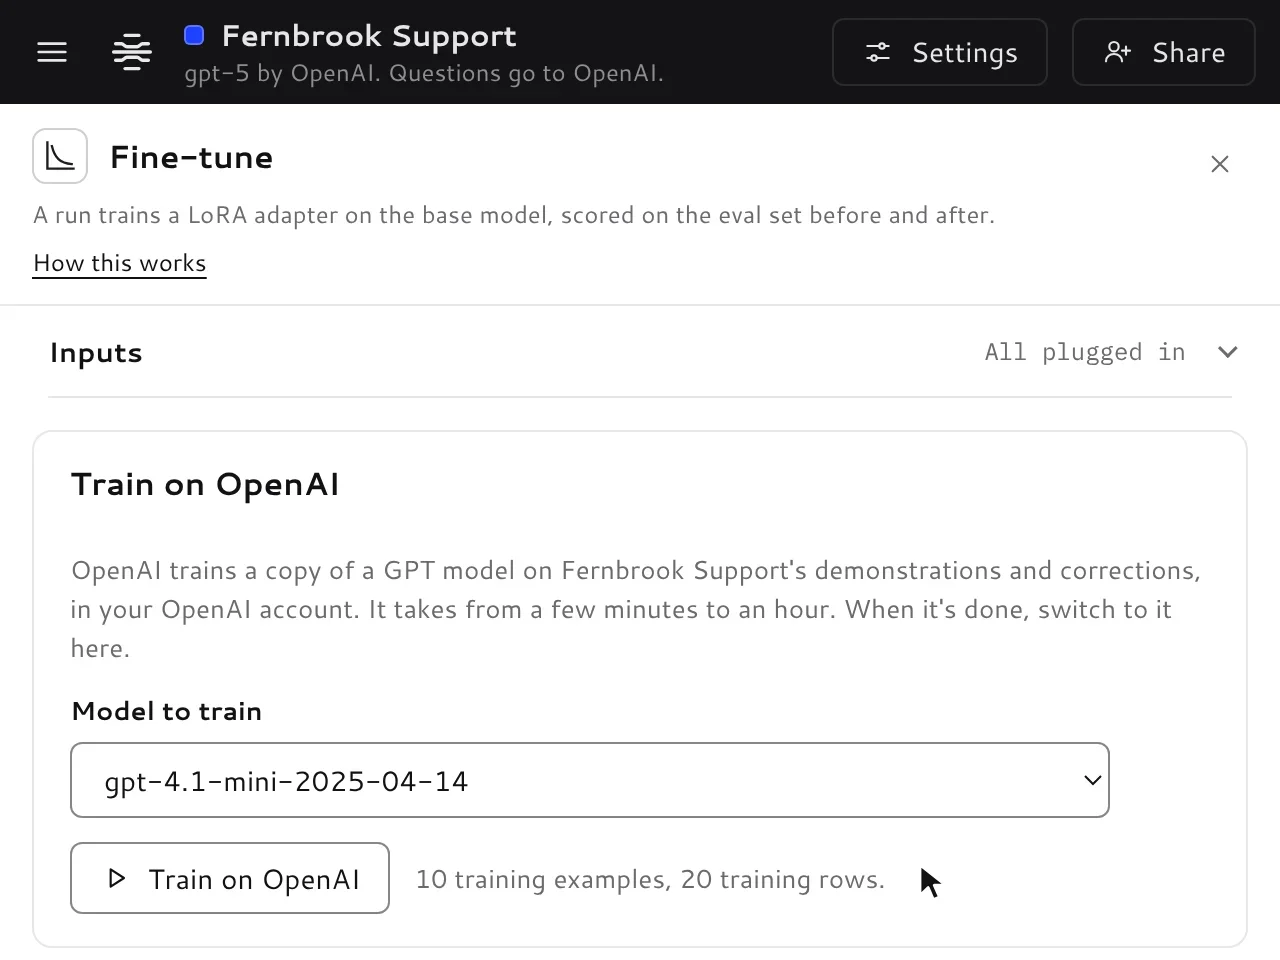 Fernbrook Support
gpt-5 by OpenAI. Questions go to OpenAI.
Settings
Share
Fine-tune
A run trains a LoRA adapter on the base model, scored on the eval set before and after.
How this works
Inputs
All plugged in
Train on OpenAI
OpenAI trains a copy of a GPT model on Fernbrook Support's demonstrations and corrections,
in your OpenAI account. It takes from a few minutes to an hour. When it's done, switch to it
here.
Model to train
gpt-4.1-mini-2025-04-14
Train on OpenAI
10 training examples, 20 training rows.